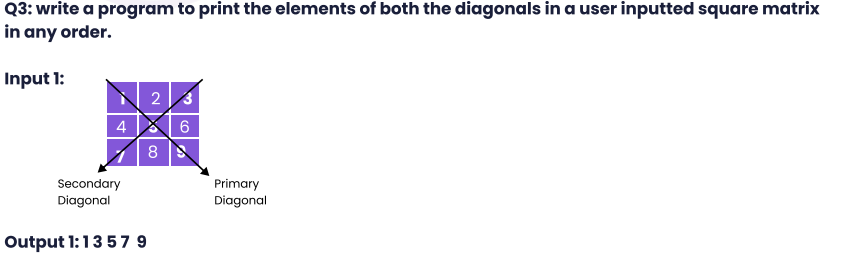 Q3: write a program to print the elements of both the diagonals in a user inputted square matrix
in any order.
Input 1:
1 2 3
4 5 6
7 8 9
Secondary Primary
Diagonal Diagonal
Output 1: 1 3 5 7 9